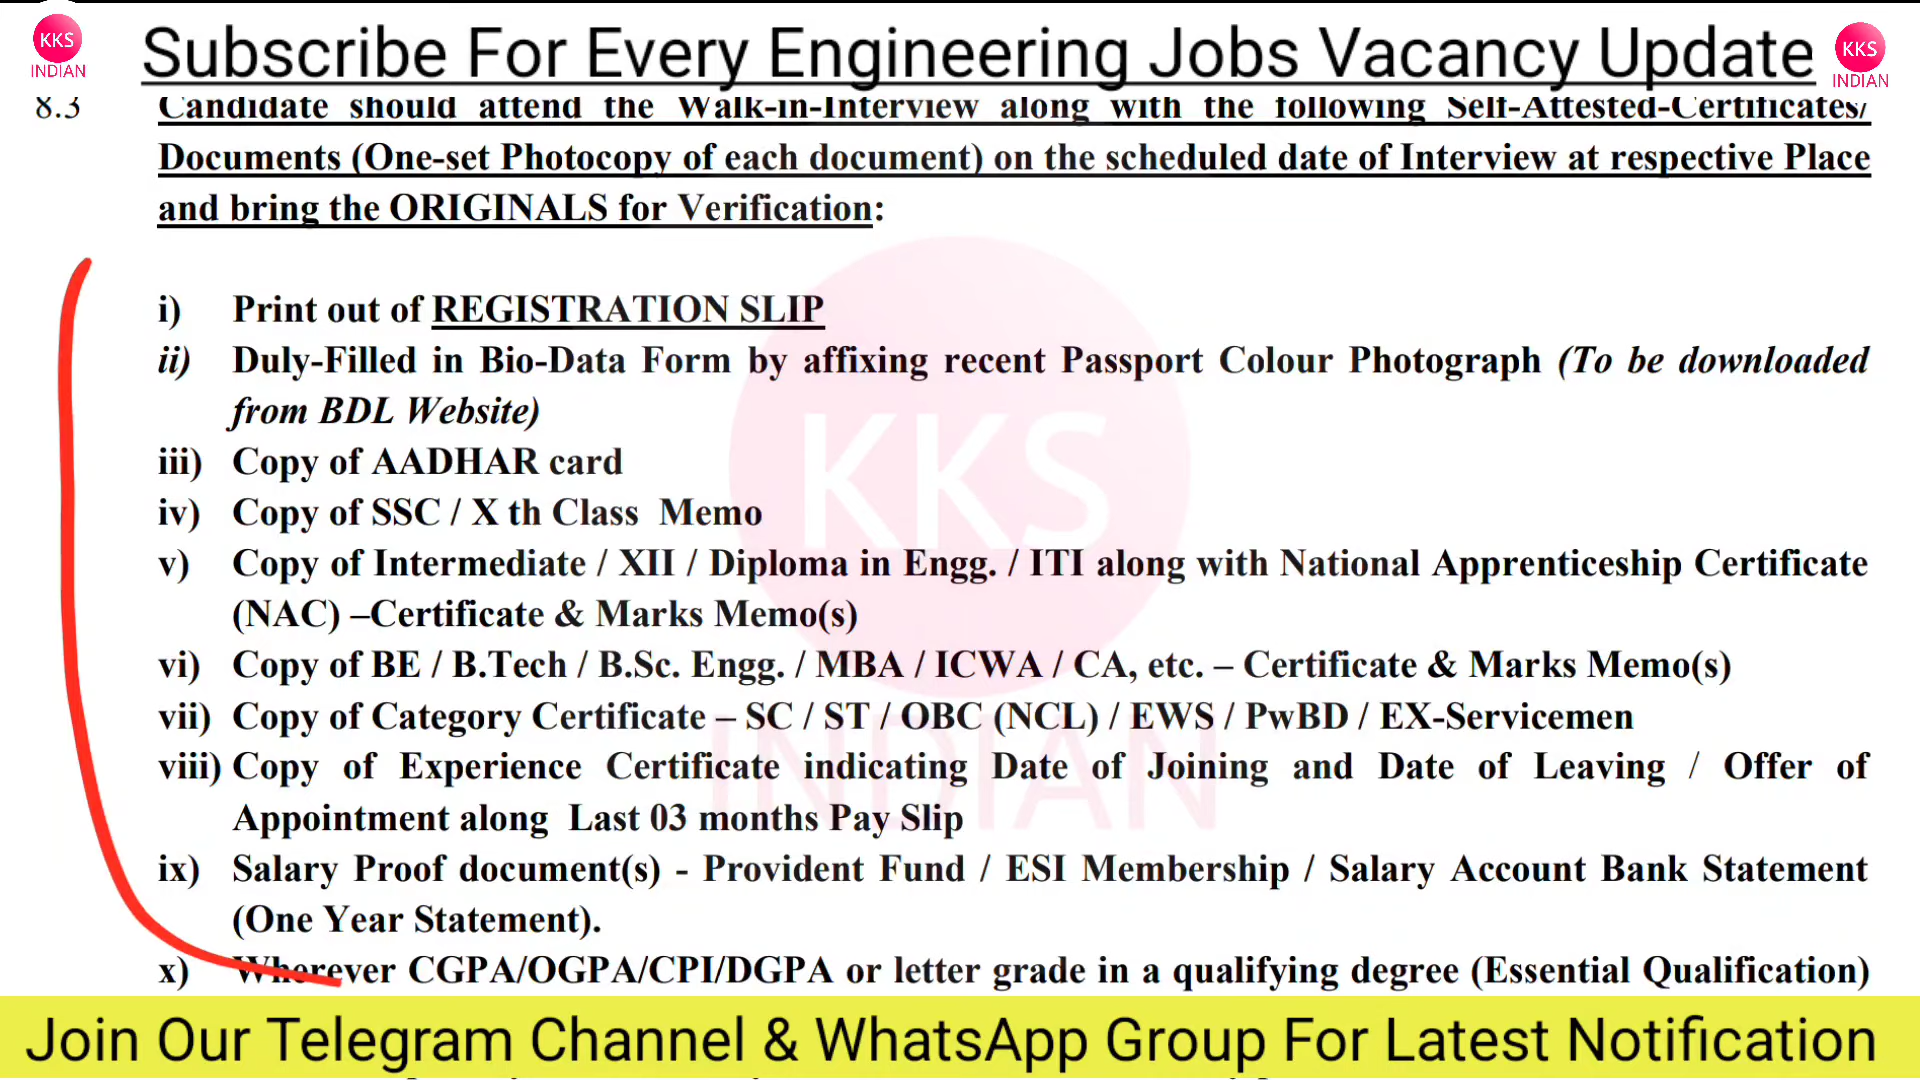 KKS
INDIAN
Subscribe For Every Engineering Jobs Vacancy Update
KKS
INDIAN
8.3 Candidate should attend the Walk-in-Interview along with the following Self-Attested-Certificates/
Documents (One-set Photocopy of each document) on the scheduled date of Interview at respective Place
and bring the ORIGINALS for Verification:
i) Print out of REGISTRATION SLIP
ii) Duly-Filled in Bio-Data Form by affixing recent Passport Colour Photograph (To be downloaded
from BDL Website)
iii) Copy of AADHAR card
iv) Copy of SSC / X th Class Memo
v) Copy of Intermediate / XII / Diploma in Engg. / ITI along with National Apprenticeship Certificate
(NAC) –Certificate & Marks Memo(s)
vi) Copy of BE / B.Tech / B.Sc. Engg. / MBA / ICWA / CA, etc. – Certificate & Marks Memo(s)
vii) Copy of Category Certificate – SC / ST / OBC (NCL) / EWS / PwBD / EX-Servicemen
viii) Copy of Experience Certificate indicating Date of Joining and Date of Leaving / Offer of
Appointment along Last 03 months Pay Slip
ix) Salary Proof document(s) - Provident Fund / ESI Membership / Salary Account Bank Statement
(One Year Statement).
x) Wherever CGPA/OGPA/CPI/DGPA or letter grade in a qualifying degree (Essential Qualification)
KKS
INDIAN
Join Our Telegram Channel & WhatsApp Group For Latest Notification